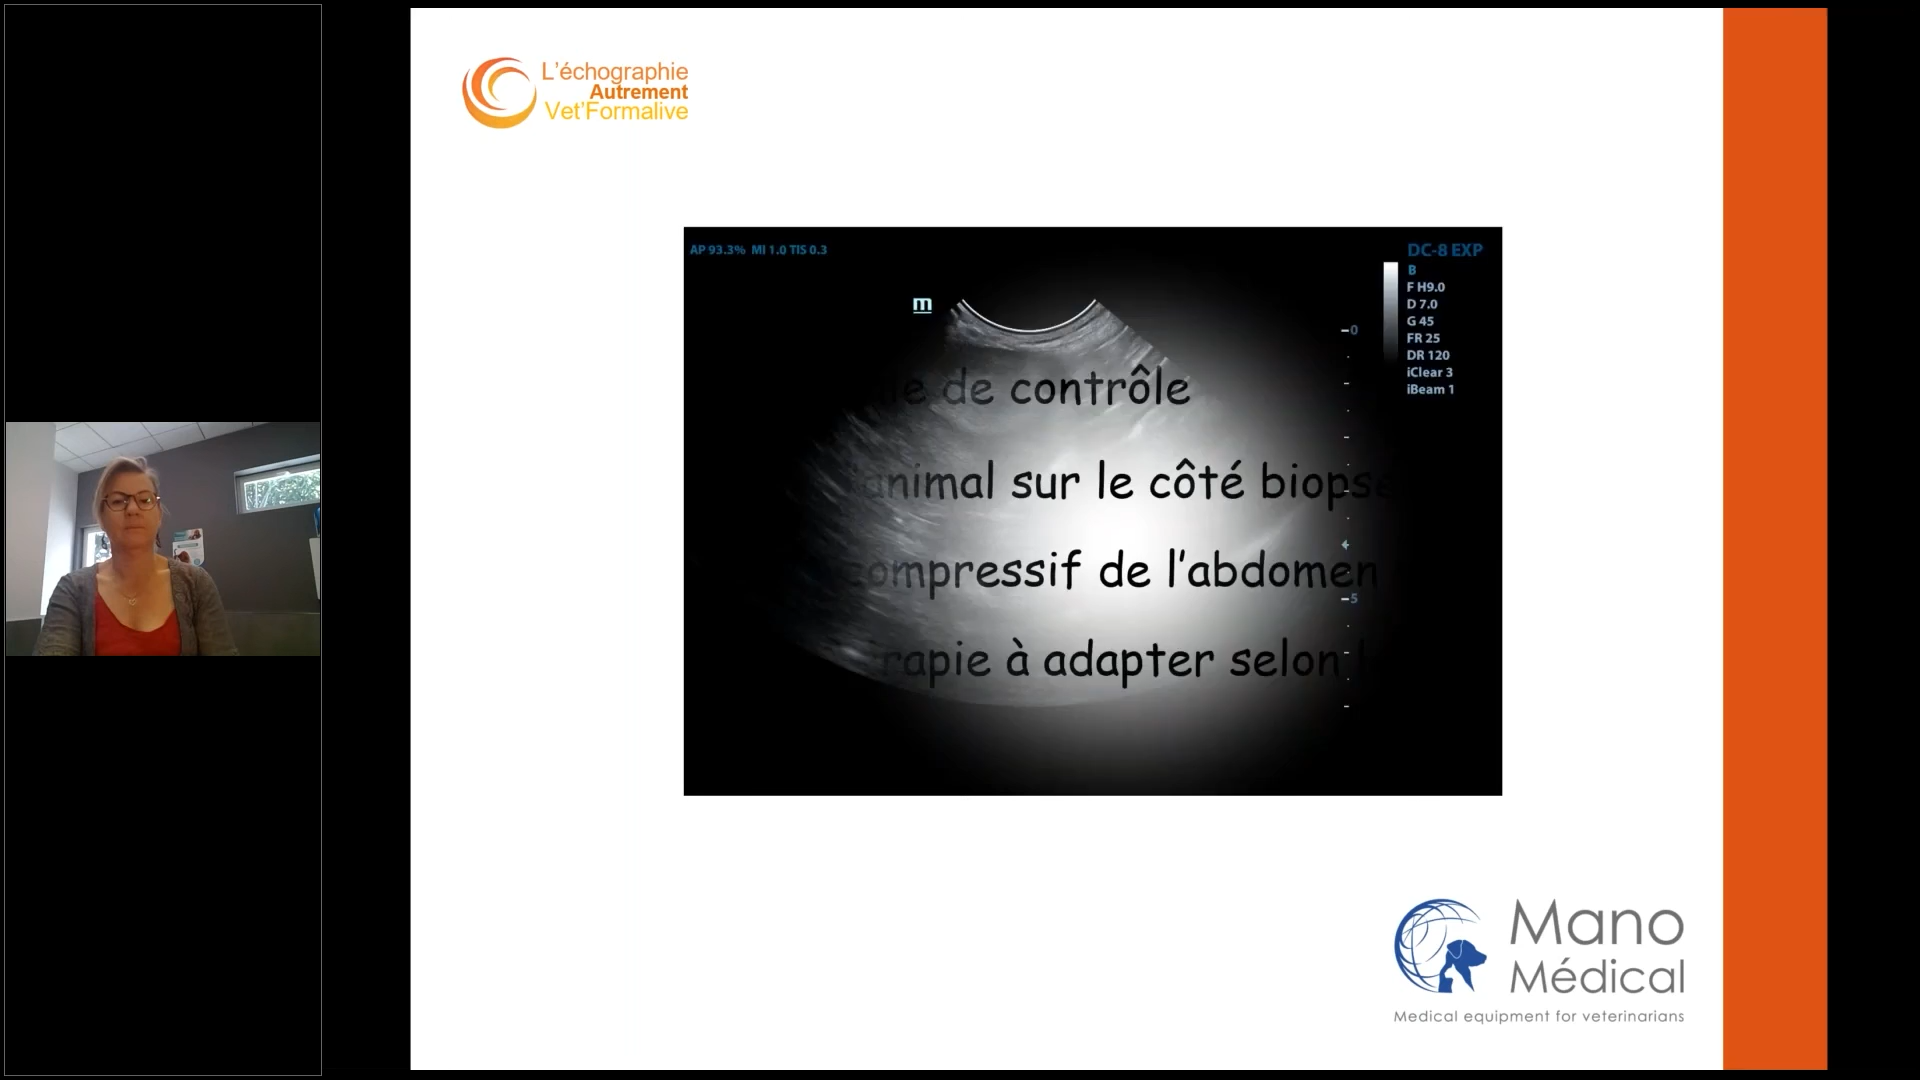 L'échographie
Autrement
Vet'Formalive
AP 93.3% MI 1.0 TIS 0.3
DC-8 EXP
B
F H9.0
D 7.0
G 45
FR 25
DR 120
iClear 3
iBeam 1
m
0
5
de contrôle
l'animal sur le côté
compressif de l'abdomen
à adapter selon
Mano
Médical
Medical equipment for veterinarians